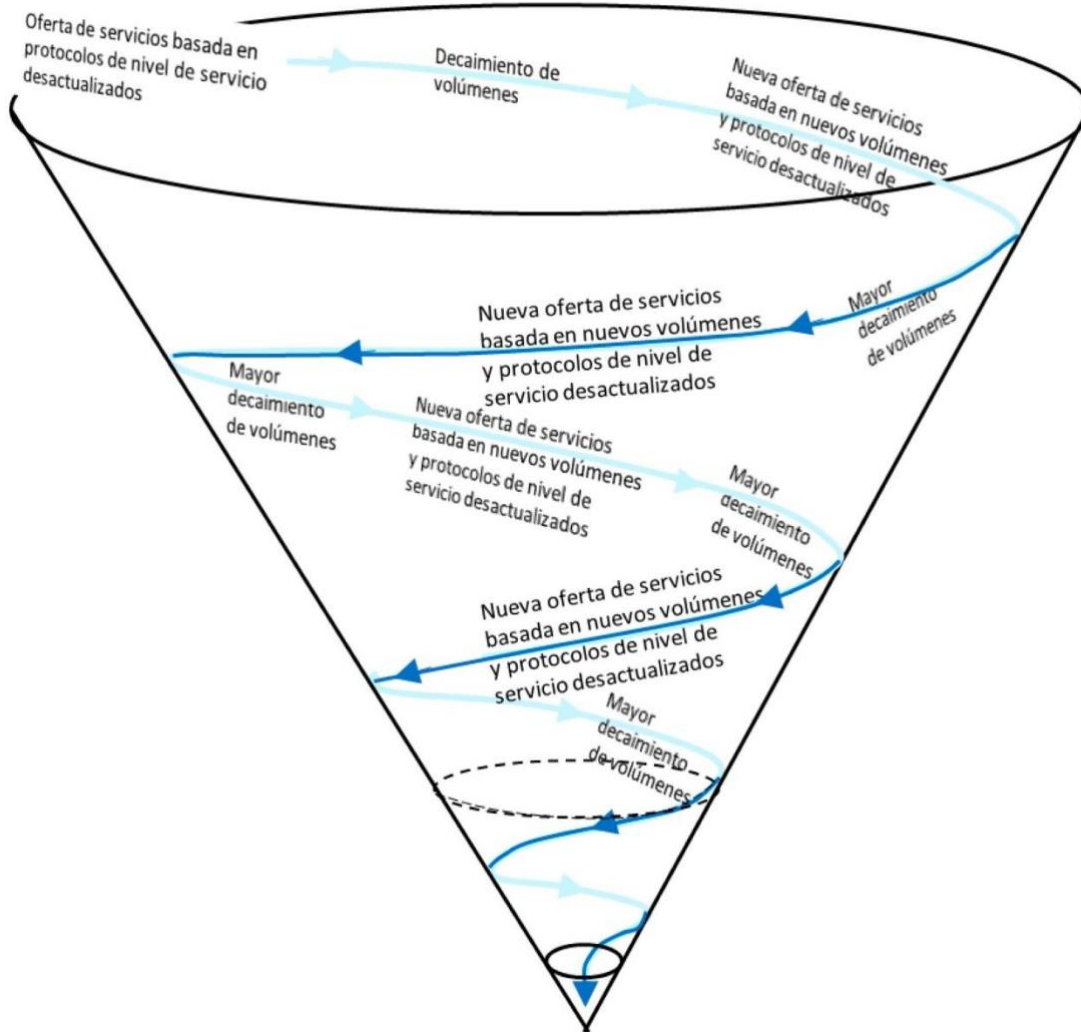 Oferta de servicios basada en
protocolos de nivel de servicio
desactualizados
Decaimiento de
volúmenes
Nueva oferta de servicios
basada en nuevos volúmenes
y protocolos de nivel de
servicio desactualizados
Mayor
decaimiento
de volúmenes
Nueva oferta de servicios
basada en nuevos volúmenes
y protocolos de nivel de
servicio desactualizados
Mayor
decaimiento
de volúmenes
Nueva oferta de servicios
basada en nuevos volúmenes
y protocolos de nivel de
servicio desactualizados
Mayor
decaimiento
de volúmenes
Nueva oferta de servicios
basada en nuevos volúmenes
y protocolos de nivel de
servicio desactualizados
Mayor
decaimiento
de volúmenes